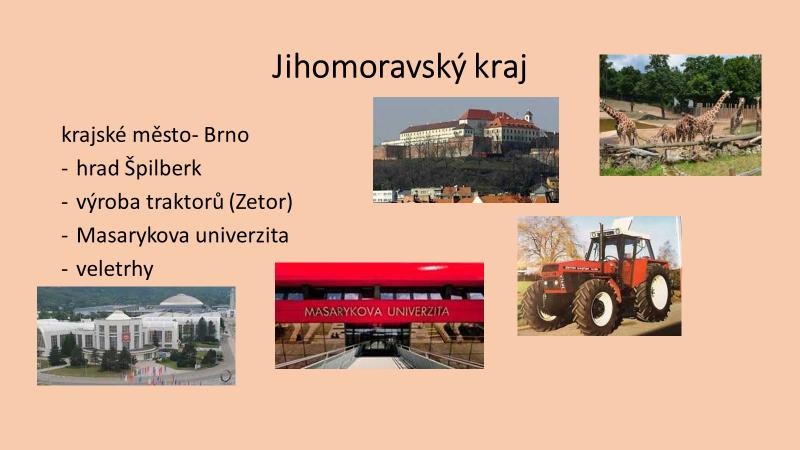 Jihomoravský kraj
krajské město- Brno
- hrad Špilberk
- výroba traktorů (Zetor)
- Masarykova univerzita
- veletrhy
MASARYKOVA UNIVERZITA